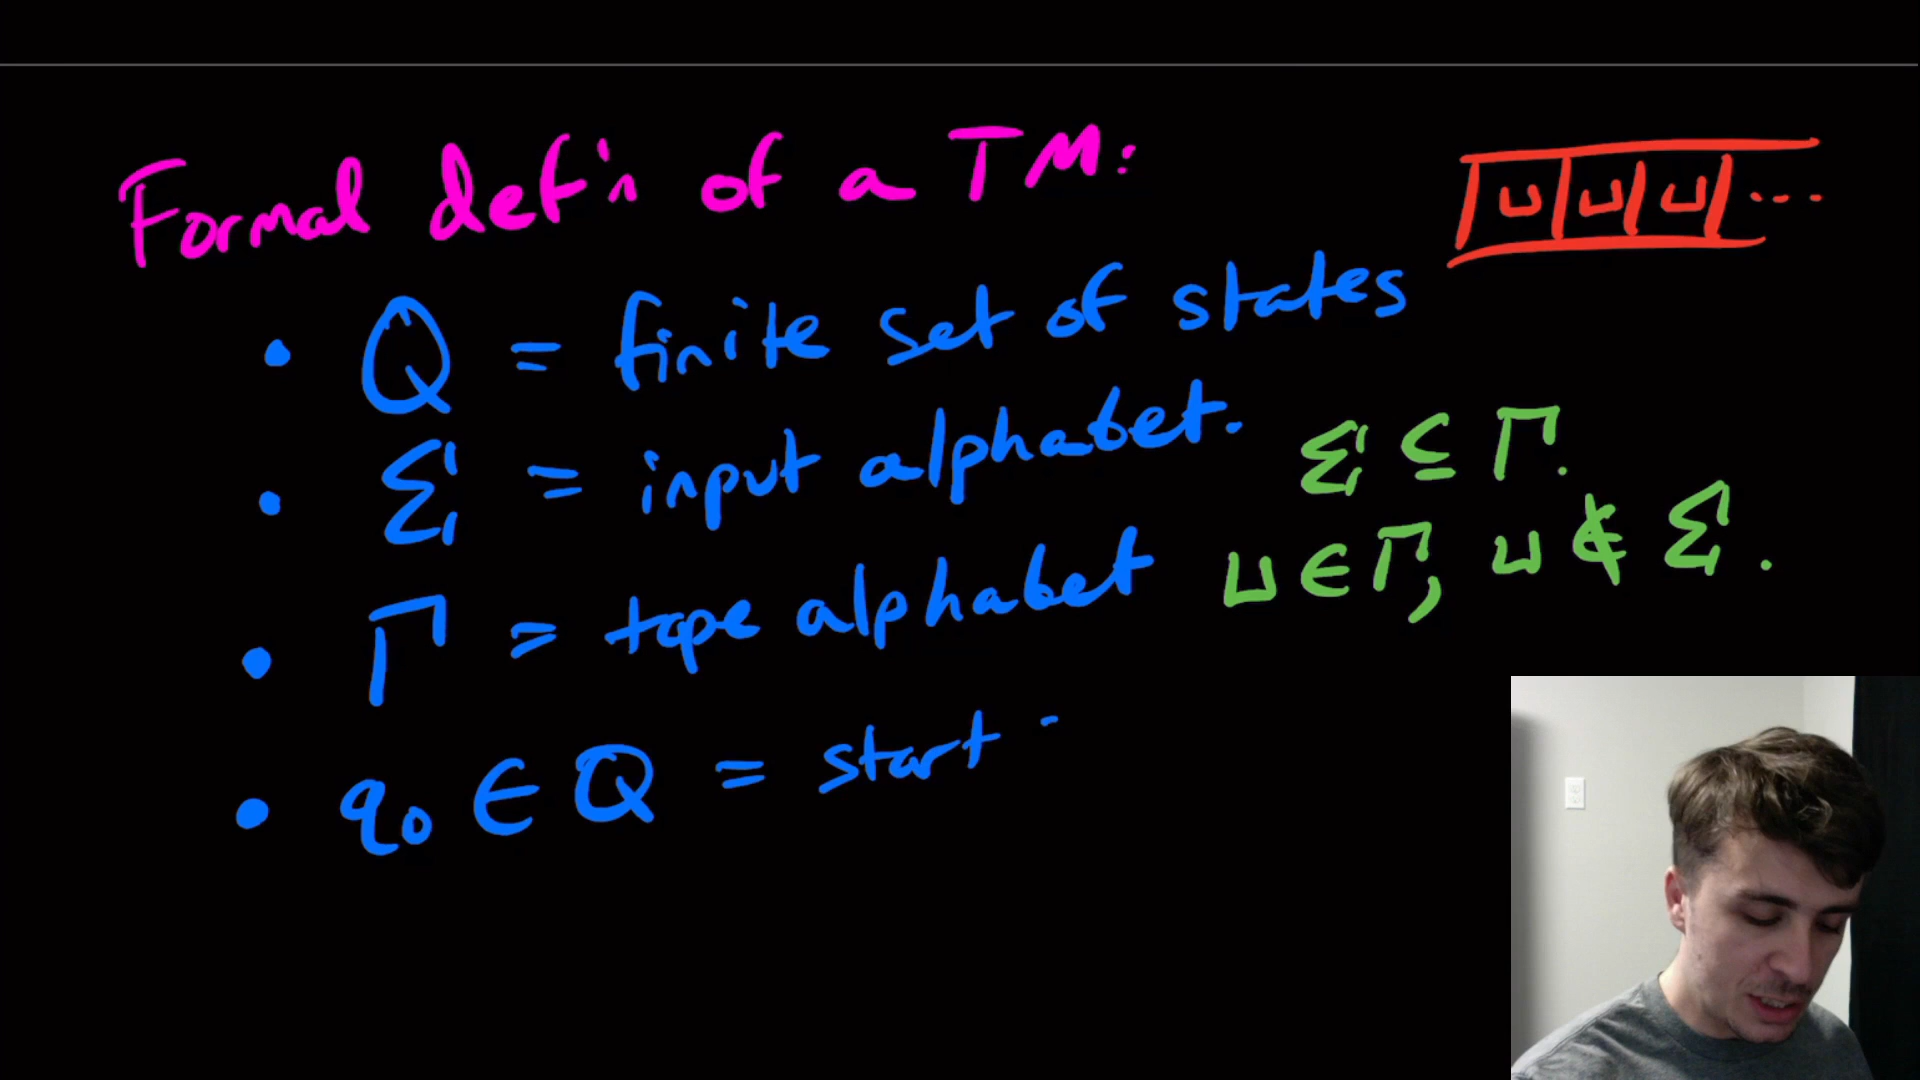 Formal def'n of a TM:
⊔ ⊔ ⊔ ...
• Q = finite set of states
• Σ = input alphabet. Σ ⊆ Γ.
• Γ = tape alphabet ⊔ ∈ Γ, ⊔ ∉ Σ.
• q₀ ∈ Q = start